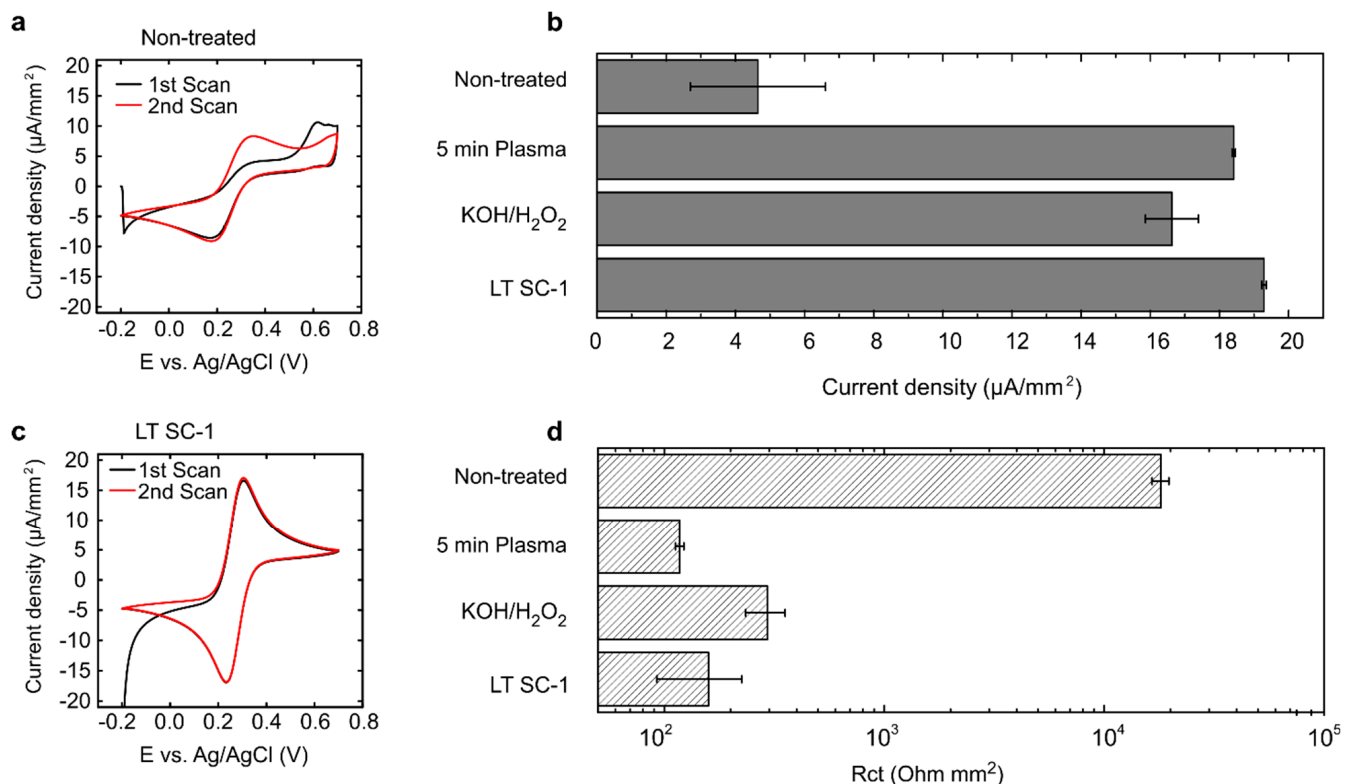 a
Non-treated
20
15
10
5
0
-5
-10
-15
-20
1st Scan
2nd Scan
-0.2 0.0 0.2 0.4 0.6 0.8
Current density (µA/mm²)
E vs. Ag/AgCl (V)
b
Non-treated
5 min Plasma
KOH/H₂O₂
LT SC-1
0 2 4 6 8 10 12 14 16 18 20
Current density (µA/mm²)
c
LT SC-1
20
15
10
5
0
-5
-10
-15
-20
1st Scan
2nd Scan
-0.2 0.0 0.2 0.4 0.6 0.8
Current density (µA/mm²)
E vs. Ag/AgCl (V)
d
Non-treated
5 min Plasma
KOH/H₂O₂
LT SC-1
10² 10³ 10⁴ 10⁵
Rct (Ohm mm²)